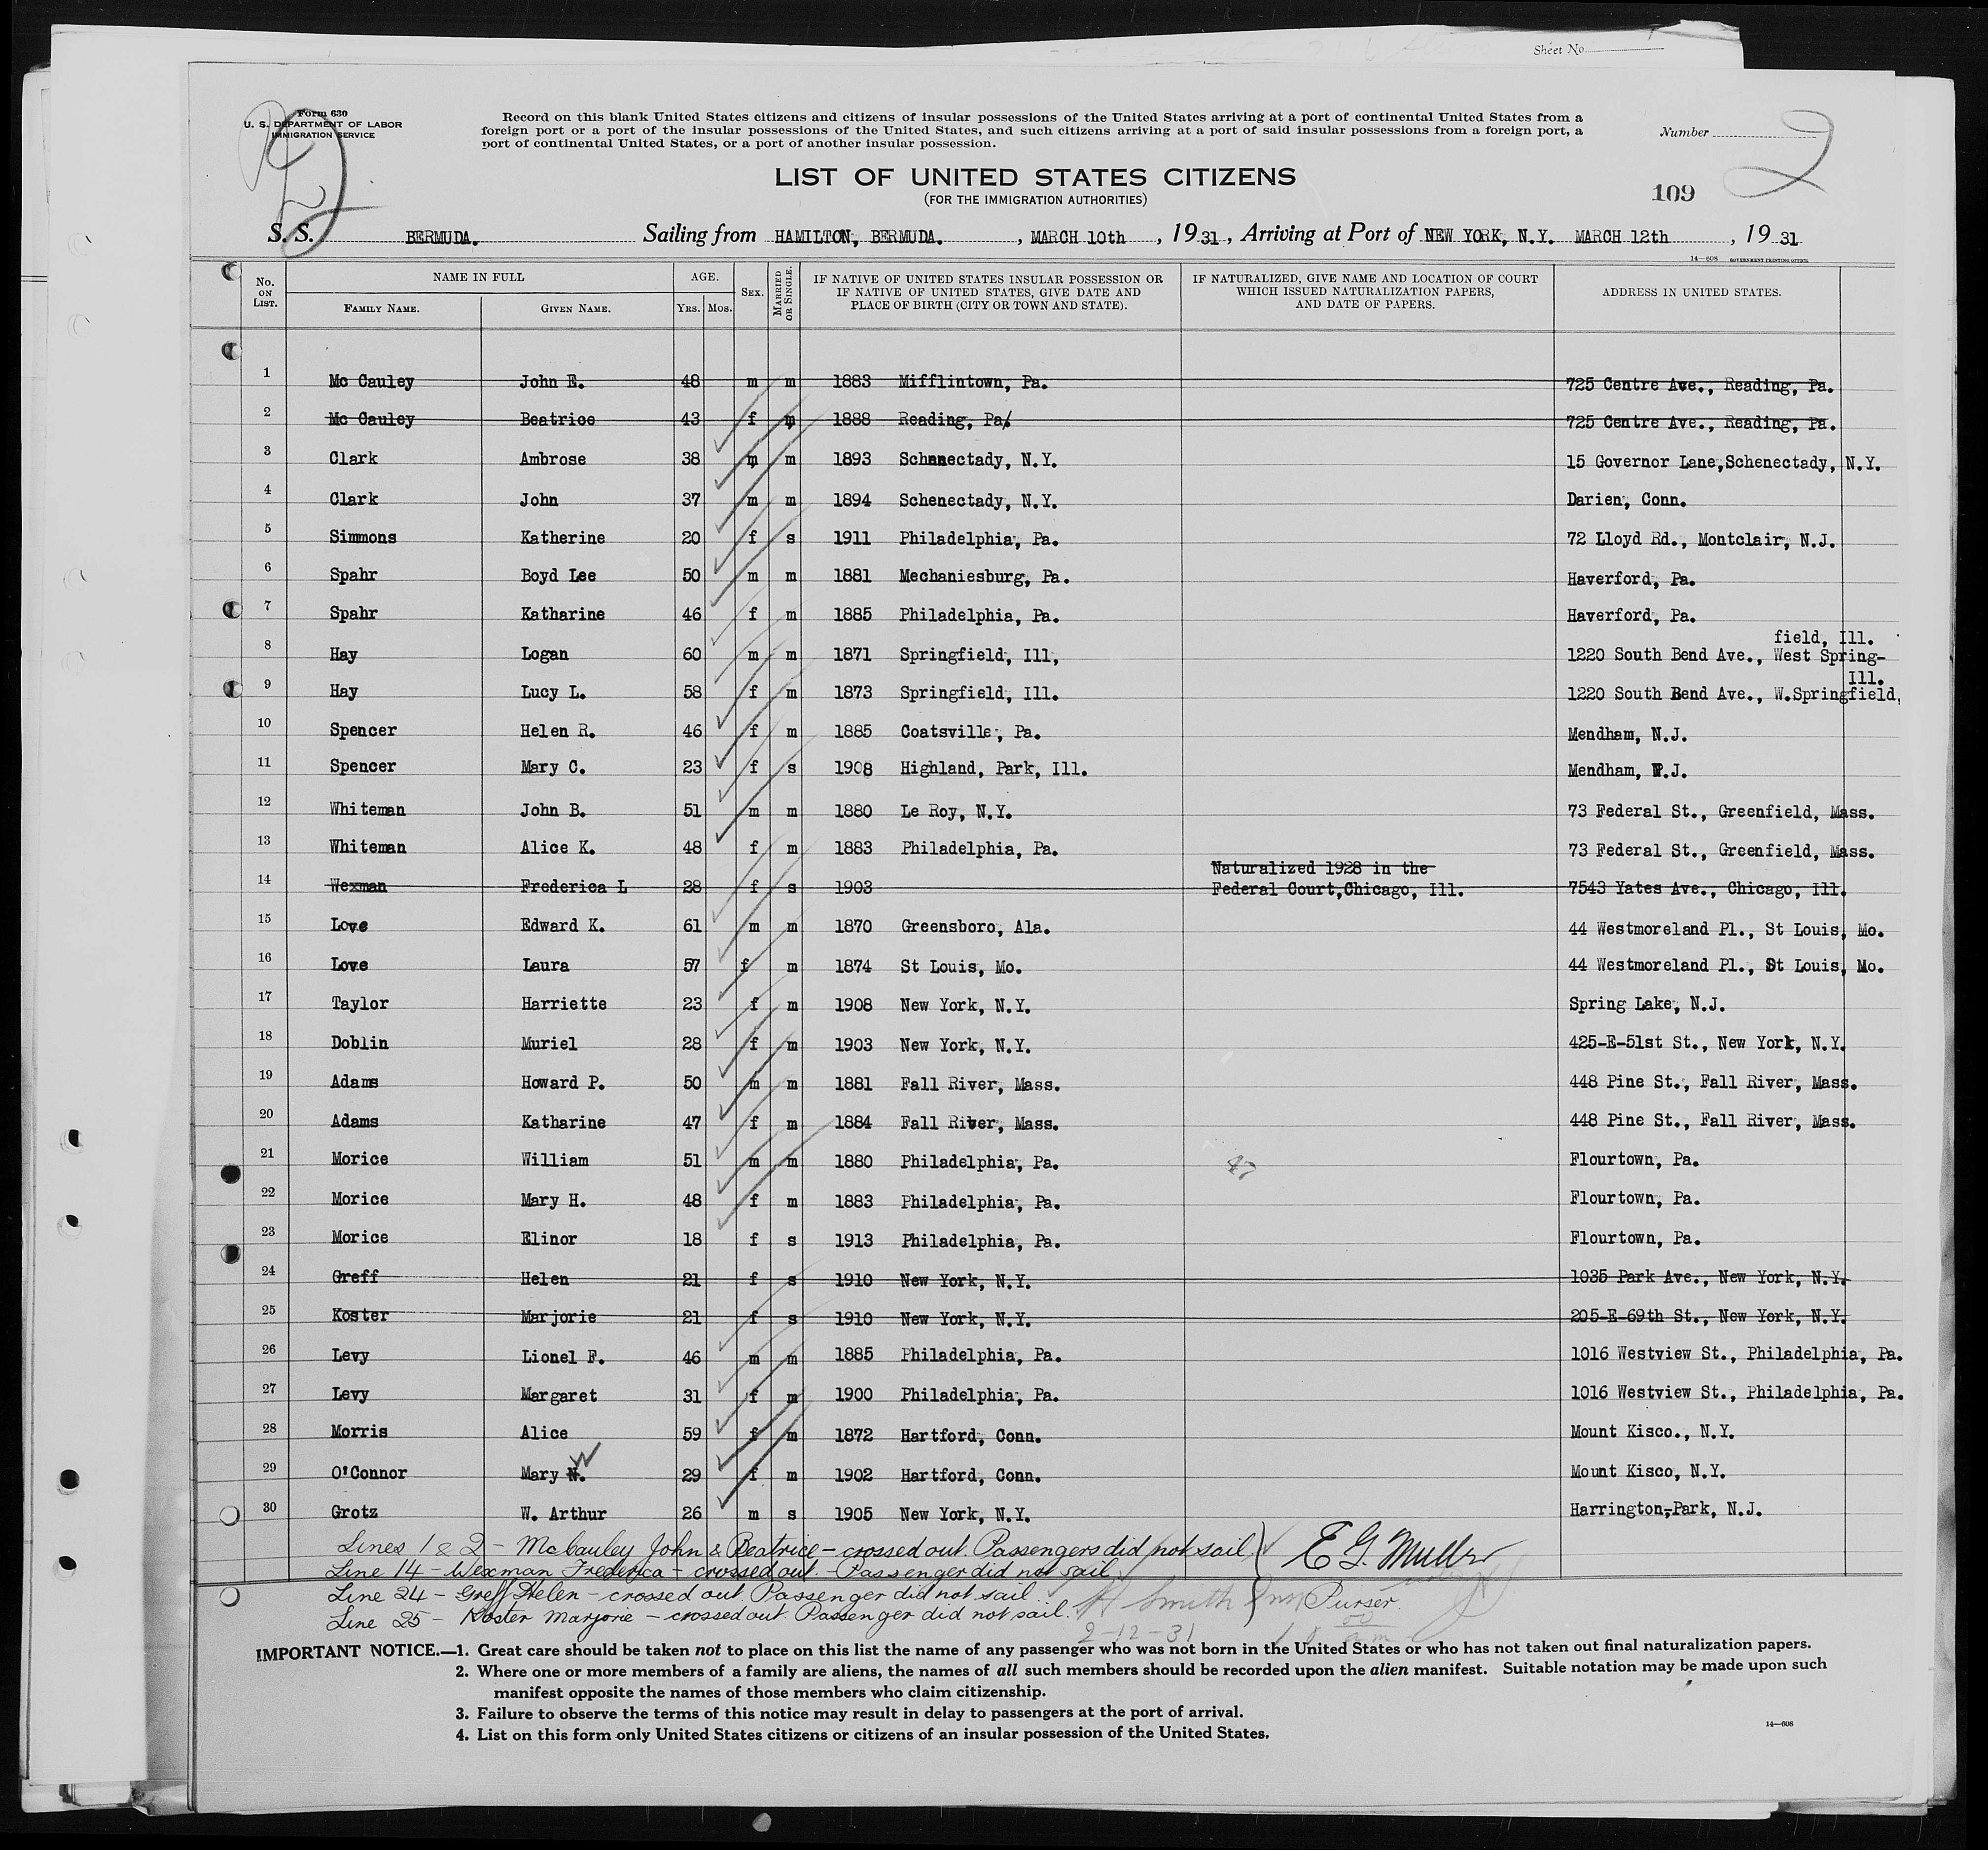 Sheet No
Form 630
U. S. DEPARTMENT OF LABOR
IMMIGRATION SERVICE
Record on this blank United States citizens and citizens of insular possessions of the United States arriving at a port of continental United States from a
foreign port or a port of the insular possessions of the United States, and such citizens arriving at a port of said insular possessions from a foreign port, a
port of continental United States, or a port of another insular possession.
Number 2
LIST OF UNITED STATES CITIZENS
(FOR THE IMMIGRATION AUTHORITIES)
109
S. S. BERMUDA. Sailing from HAMILTON, BERMUDA. , MARCH 10th , 1931 , Arriving at Port of NEW YORK, N.Y. MARCH 12th , 1931
14—608 GOVERNMENT PRINTING OFFICE
No. ON LIST. NAME IN FULL FAMILY NAME. GIVEN NAME. AGE. YRS. MOS. SEX. MARRIED OR SINGLE. IF NATIVE OF UNITED STATES INSULAR POSSESSION OR IF NATIVE OF UNITED STATES, GIVE DATE AND PLACE OF BIRTH (CITY OR TOWN AND STATE). IF NATURALIZED, GIVE NAME AND LOCATION OF COURT WHICH ISSUED NATURALIZATION PAPERS, AND DATE OF PAPERS. ADDRESS IN UNITED STATES.
1 Mc Cauley John E. 48 m m 1883 Mifflintown, Pa. 725 Centre Ave., Reading, Pa.
2 Mc Cauley Beatrice 43 f m 1888 Reading, Pa/ 725 Centre Ave., Reading, Pa.
3 Clark Ambrose 38 m m 1893 Schnnectady, N.Y. 15 Governor Lane,Schenectady, N.Y.
4 Clark John 37 m m 1894 Schenectady, N.Y. Darien, Conn.
5 Simmons Katherine 20 f s 1911 Philadelphia, Pa. 72 Lloyd Rd., Montclair, N.J.
6 Spahr Boyd Lee 50 m m 1881 Mechaniesburg, Pa. Haverford, Pa.
7 Spahr Katharine 46 f m 1885 Philadelphia, Pa. Haverford, Pa.
field, Ill.
8 Hay Logan 60 m m 1871 Springfield, Ill, 1220 South Bend Ave., West Spring-
Ill.
9 Hay Lucy L. 58 f m 1873 Springfield, Ill. 1220 South Bend Ave., W.Springfield,
10 Spencer Helen R. 46 f m 1885 Coatsville, Pa. Mendham, N.J.
11 Spencer Mary C. 23 f s 1908 Highland, Park, Ill. Mendham, N.J.
12 Whiteman John B. 51 m m 1880 Le Roy, N.Y. 73 Federal St., Greenfield, Mass.
13 Whiteman Alice K. 48 f m 1883 Philadelphia, Pa. 73 Federal St., Greenfield, Mass.
Naturalized 1928 in the
14 Wexman Frederica L 28 f s 1903 Federal Court,Chicago, Ill. 7543 Yates Ave., Chicago, Ill.
15 Love Edward K. 61 m m 1870 Greensboro, Ala. 44 Westmoreland Pl., St Louis, Mo.
16 Love Laura 57 f m 1874 St Louis, Mo. 44 Westmoreland Pl., St Louis, Mo.
17 Taylor Harriette 23 f m 1908 New York, N.Y. Spring Lake, N.J.
18 Doblin Muriel 28 f m 1903 New York, N.Y. 425-E-51st St., New York, N.Y.
19 Adams Howard P. 50 m m 1881 Fall River, Mass. 448 Pine St., Fall River, Mass.
20 Adams Katharine 47 f m 1884 Fall River, Mass. 448 Pine St., Fall River, Mass.
21 Morice William 51 m m 1880 Philadelphia, Pa. 47 Flourtown, Pa.
22 Morice Mary H. 48 f m 1883 Philadelphia, Pa. Flourtown, Pa.
23 Morice Elinor 18 f s 1913 Philadelphia, Pa. Flourtown, Pa.
24 Greff Helen 21 f s 1910 New York, N.Y. 1035 Park Ave., New York, N.Y.
25 Koster Marjorie 21 f s 1910 New York, N.Y. 205-E-69th St., New York, N.Y.
26 Levy Lionel F. 46 m m 1885 Philadelphia, Pa. 1016 Westview St., Philadelphia, Pa.
27 Levy Margaret 31 f m 1900 Philadelphia, Pa. 1016 Westview St., Philadelphia, Pa.
28 Morris Alice 59 f m 1872 Hartford, Conn. Mount Kisco., N.Y.
W
29 O'Connor Mary N. 29 f m 1902 Hartford, Conn. Mount Kisco, N.Y.
30 Grotz W. Arthur 26 m s 1905 New York, N.Y. Harrington-Park, N.J.
Lines 1 & 2 - McCauley John & Beatrice - crossed out. Passengers did not sail } E G. Muller
Line 14 - Wexman Frederica - crossed out. - Passenger did not sail
Line 24 - Greff Helen - crossed out. Passenger did not sail
Line 25 - Koster Marjorie - crossed out. Passenger did not sail. Smith Purser.
2-12-31
IMPORTANT NOTICE.—1. Great care should be taken not to place on this list the name of any passenger who was not born in the United States or who has not taken out final naturalization papers.
2. Where one or more members of a family are aliens, the names of all such members should be recorded upon the alien manifest. Suitable notation may be made upon such
manifest opposite the names of those members who claim citizenship.
3. Failure to observe the terms of this notice may result in delay to passengers at the port of arrival.
4. List on this form only United States citizens or citizens of an insular possession of the United States.
14—608